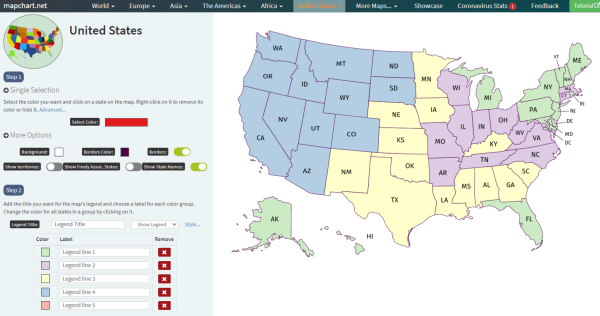 mapchart.net World Europe Asia The Americas Africa United States More Maps... Showcase Coronavirus Stats Feedback Tutorial
United States
Step 1
Single Selection
Select the color you want and click on a state on the map. Right-click on it to remove its
color or hide it. Advanced...
Select Color:
More Options
Background: Borders Color: Borders:
Show territories: Show Freely Assoc. States: Show State Names:
Step 2
Add the title you want for the map's legend and choose a label for each color group.
Change the color for all states in a group by clicking on it.
Legend Title: Legend Title Show Legend Style...
Color Label Remove
Legend line 1
Legend line 2
Legend line 3
Legend line 4
Legend line 5
WA
MT
ND
MN
ME
VT
OR
ID
SD
WI
MI
NY
NH
MA
CT
RI
WY
IA
PA
NJ
NV
NE
IL
IN
OH
DE
MD
DC
UT
CO
KS
MO
KY
WV
VA
CA
AZ
NM
OK
AR
TN
NC
SC
TX
LA
MS
AL
GA
FL
AK
HI